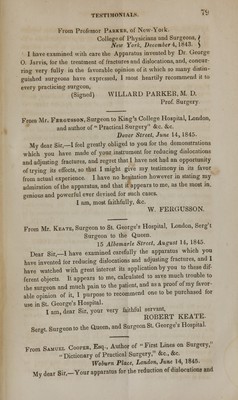 TESTIMONIALS. 79
From Professor PARKER, of New York.
College of Physicians and Surgeons, }
New York, December 4, 1843. }
I have examined with care the Apparatus invented by Dr. George
O. Jarvis, for the treatment of fractures and dislocations, and, concur-
ring very fully in the favorable opinion of it which so many distin-
guished surgeons have expressed, I most heartily recommend it to
every practicing surgeon,
(Signed) WILLARD PARKER, M. D.
Prof. Surgery.
From Mr. FERGUSSON, Surgeon to King's College Hospital, London,
and author of "Practical Surgery" &c. &c.
Dover Street, June 14, 1845.
My dear Sir,—I feel greatly obliged to you for the demonstrations
which you have made of your instrument for reducing dislocations
and adjusting fractures, and regret that I have not had an opportunity
of trying its effects, so that I might give my testimony in its favor
from actual experience. I have no hesitation however in stating my
admiration of the apparatus, and that it appears to me, as the most in-
genious and powerful ever devised for such cases.
I am, most faithfully, &c.
W. FERGUSSON.
From Mr. KEATE, Surgeon to St. George's Hospital, London, Serg't
Surgeon to the Queen.
15 Albemarle Street, August 14, 1845.
Dear Sir,—I have examined carefully the apparatus which you
have invented for reducing dislocations and adjusting fractures, and I
have watched with great interest its application by you to these dif-
ferent objects. It appears to me, calculated to save much trouble to
the surgeon and much pain to the patient, and as a proof of my favor-
able opinion of it, I purpose to recommend one to be purchased for
use in St. George's Hospital.
I am, dear Sir, your very faithful servant,
ROBERT KEATE.
Sergt. Surgeon to the Queen, and Surgeon St. George's Hospital.
From SAMUEL COOPER, Esq., Author of "First Lines on Surgery,"
"Dictionary of Practical Surgery," &c., &c.
Woburn Place, London, June 14, 1845.
My dear Sir,—Your apparatus for the reduction of dislocations and